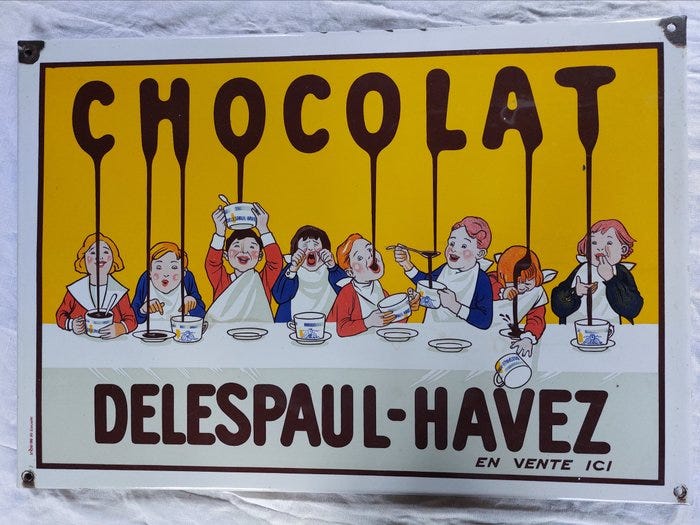 CHOCOLAT
DELESPAUL-HAVEZ
EN VENTE ICI